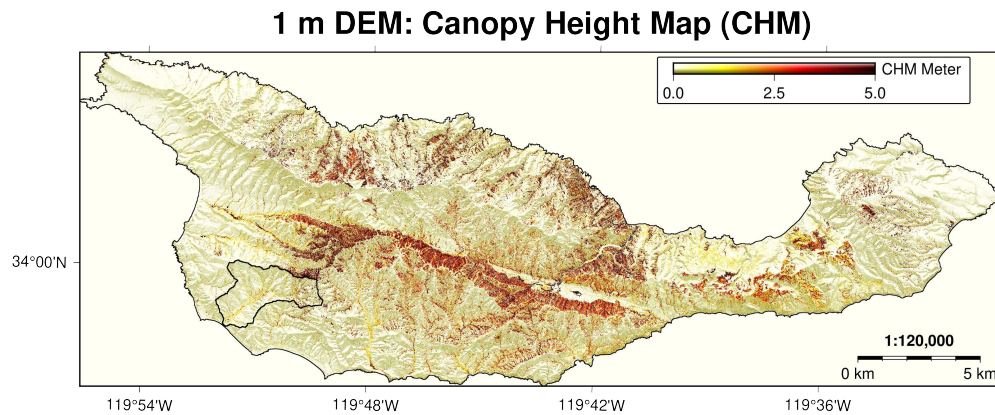 1 m DEM: Canopy Height Map (CHM)
CHM Meter
0.0 2.5 5.0
34°00'N
1:120,000
0 km 5 km
119°54'W 119°48'W 119°42'W 119°36'W